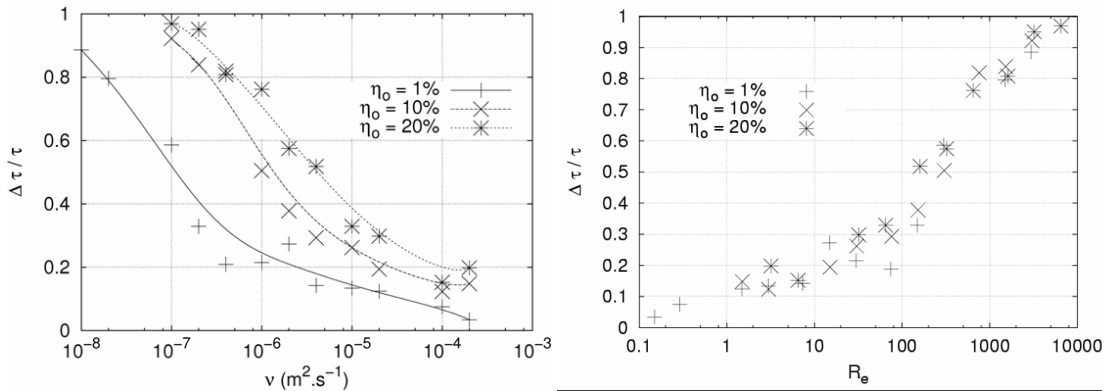 1
0.8
0.6
0.4
0.2
0
Δ τ / τ
η₀ = 1%
η₀ = 10%
η₀ = 20%
10⁻⁸ 10⁻⁷ 10⁻⁶ 10⁻⁵ 10⁻⁴ 10⁻³
ν (m².s⁻¹)
1
0.9
0.8
0.7
0.6
0.5
0.4
0.3
0.2
0.1
0
Δ τ / τ
η₀ = 1%
η₀ = 10%
η₀ = 20%
0.1 1 10 100 1000 10000
Rₑ